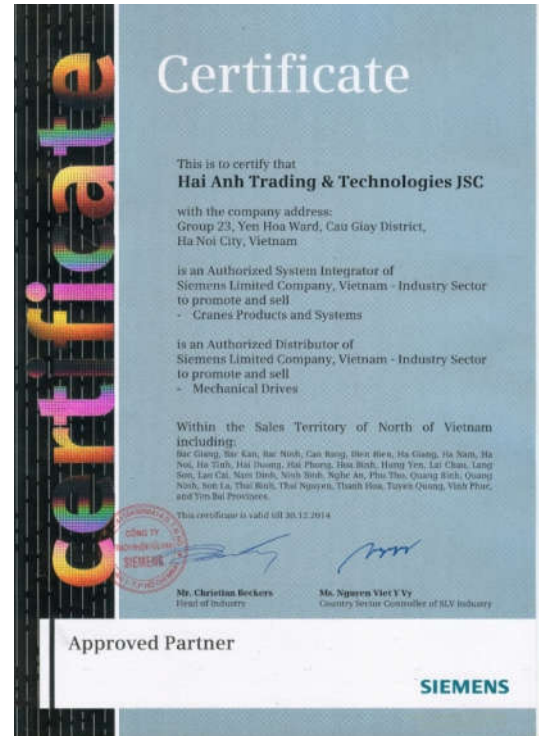 certificate
Certificate
This is to certify that
Hai Anh Trading & Technologies JSC
with the company address:
Group 23, Yen Hoa Ward, Cau Giay District,
Ha Noi City, Vietnam
is an Authorized System Integrator of
Siemens Limited Company, Vietnam - Industry Sector
to promote and sell
- Cranes Products and Systems
is an Authorized Distributor of
Siemens Limited Company, Vietnam - Industry Sector
to promote and sell
- Mechanical Drives
Within the Sales Territory of North of Vietnam
including:
Bac Giang, Bac Kan, Bac Ninh, Cao Bang, Dien Bien, Ha Giang, Ha Nam, Ha
Noi, Ha Tinh, Hai Duong, Hai Phong, Hoa Binh, Hung Yen, Lai Chau, Lang
Son, Lao Cai, Nam Dinh, Ninh Binh, Nghe An, Phu Tho, Quang Binh, Quang
Ninh, Son La, Thai Binh, Thai Nguyen, Thanh Hoa, Tuyen Quang, Vinh Phuc,
and Yen Bai Provinces.
This certificate is valid till 30.12.2014
CÔNG TY
SIEMENS
Mr. Christian Beckers
Head of Industry
Ms. Nguyen Viet Y Vy
Country Sector Controller of SLV Industry
Approved Partner
SIEMENS